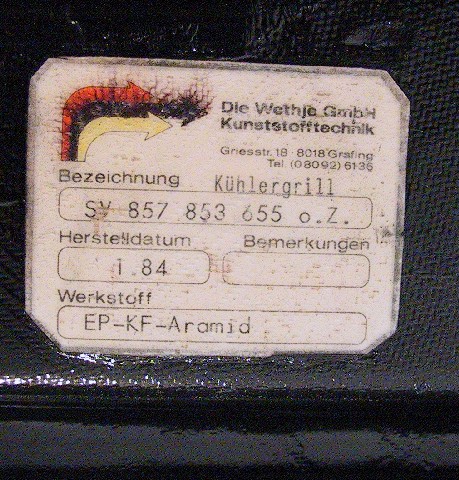 Die Wethje GmbH
Kunststofftechnik
Griesstr. 18 · 8018 Grafing
Tel. (08092) 6136
Bezeichnung Kühlergrill
SV 857 853 655 o.Z.
Herstelldatum Bemerkungen
1.84
Werkstoff
EP-KF-Aramid